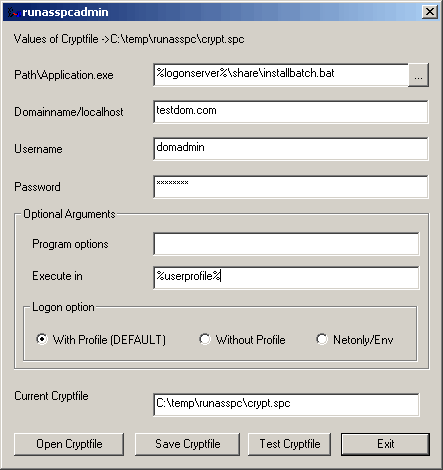 runasspcadmin
Values of Cryptfile ->C:\temp\runasspc\crypt.spc
Path\Application.exe %logonserver%\share\installbatch.bat ...
Domainname/localhost testdom.com
Username domadmin
Password xxxxxxxx
Optional Arguments
Program options
Execute in %userprofile%
Logon option
With Profile (DEFAULT) Without Profile Netonly/Env
Current Cryptfile C:\temp\runasspc\crypt.spc
Open Cryptfile Save Cryptfile Test Cryptfile Exit